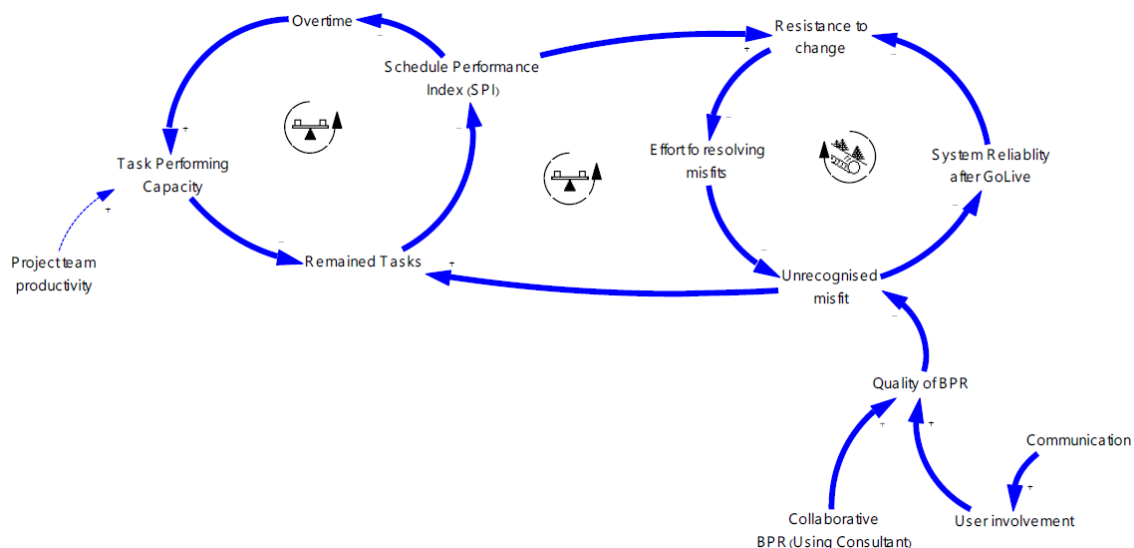 Overtime
Schedule Performance
Index (SPI)
Resistance to
change
Task Performing
Capacity
Effort fo resolving
misfits
System Reliablity
after GoLive
Project team
productivity
Remained Tasks
Unrecognised
misfit
Quality of BPR
Communication
Collaborative
BPR (Using Consultant)
User involvement